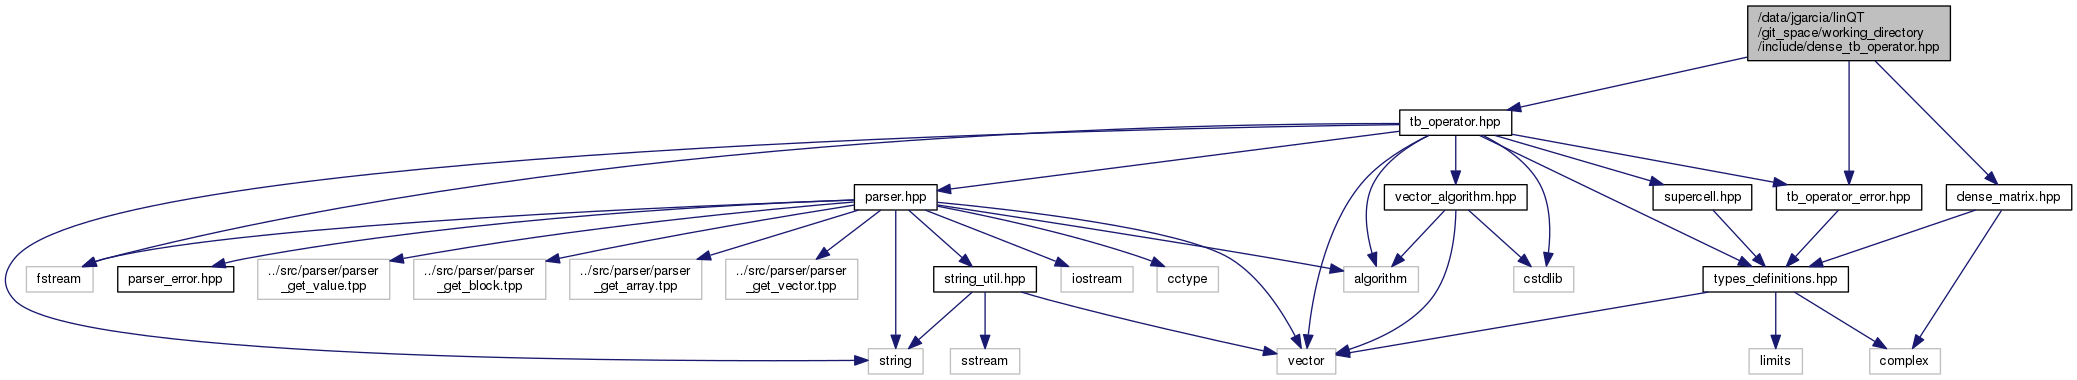 /data/jgarcia/linQT
/git_space/working_directory
/include/dense_tb_operator.hpp
tb_operator.hpp
parser.hpp
vector_algorithm.hpp
supercell.hpp
tb_operator_error.hpp
dense_matrix.hpp
fstream
parser_error.hpp
../src/parser/parser
_get_value.tpp
../src/parser/parser
_get_block.tpp
../src/parser/parser
_get_array.tpp
../src/parser/parser
_get_vector.tpp
string_util.hpp
iostream
cctype
algorithm
cstdlib
types_definitions.hpp
string
sstream
vector
limits
complex